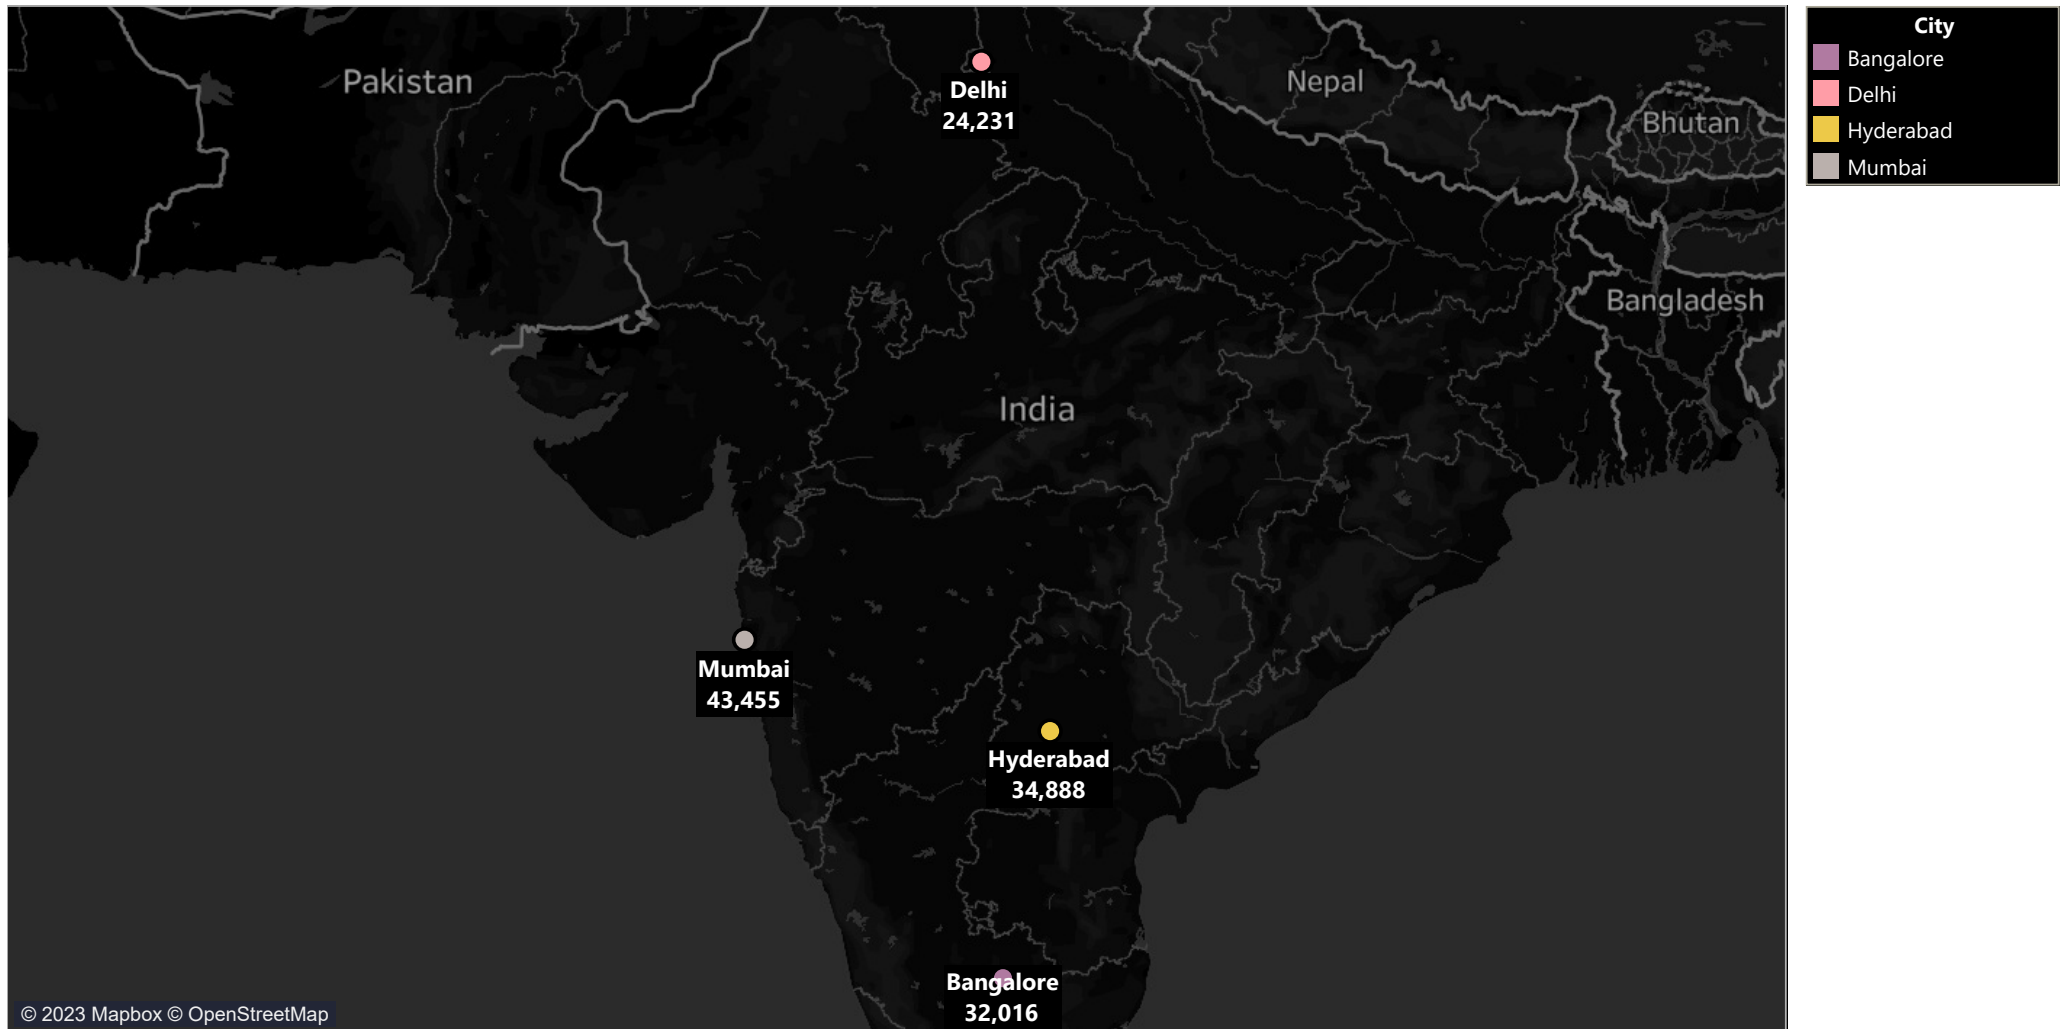 Pakistan
Delhi
24,231
Nepal
Bhutan
Bangladesh
India
Mumbai
43,455
Hyderabad
34,888
Bangalore
32,016
© 2023 Mapbox © OpenStreetMap
City
Bangalore
Delhi
Hyderabad
Mumbai